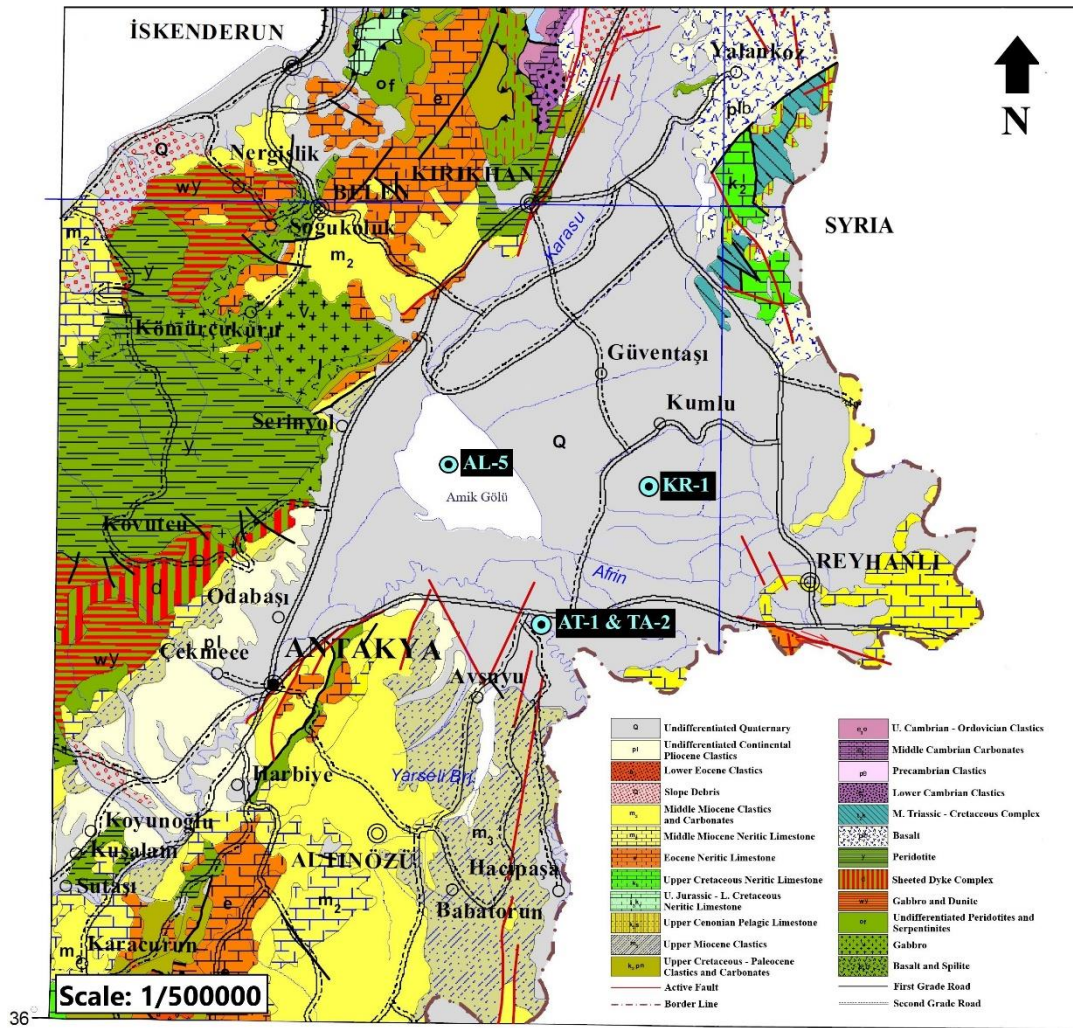 İSKENDERUN
Yalankoz
N
of
e
plb
Q
Nergislik
wy
BELEN
KIRIKHAN
k2
Soğukoluk
Karasu
SYRIA
m2
m2
y
v
Kömürçukuru
Güventaşı
Kumlu
Serinyol
Q
y
AL-5
KR-1
Amik Gölü
Kovutcu
Afrin
REYHANLI
d
Odabaşı
AT-1 & TA-2
pl
Çekmece
ANTAKYA
wy
Avsuyu
Yarseli Brj.
Harbiye
Koyunoğlu
m3
Kuşalanı
ALTINÖZÜ
Hacıpaşa
Sutaşı
e
m2
Babatorun
Karaçurun
Scale: 1/500000
36°
Q Undifferentiated Quaternary
pl Undifferentiated Continental
Pliocene Clastics
Lower Eocene Clastics
Q Slope Debris
Middle Miocene Clastics
and Carbonates
Middle Miocene Neritic Limestone
Eocene Neritic Limestone
Upper Cretaceous Neritic Limestone
U. Jurassic - L. Cretaceous
Neritic Limestone
Upper Cenonian Pelagic Limestone
Upper Miocene Clastics
Upper Cretaceous - Paleocene
Clastics and Carbonates
Active Fault
Border Line
U. Cambrian - Ordovician Clastics
Middle Cambrian Carbonates
Precambrian Clastics
Lower Cambrian Clastics
M. Triassic - Cretaceous Complex
Basalt
Peridotite
Sheeted Dyke Complex
wy Gabbro and Dunite
of Undifferentiated Peridotites and
Serpentinites
Gabbro
Basalt and Spilite
First Grade Road
Second Grade Road